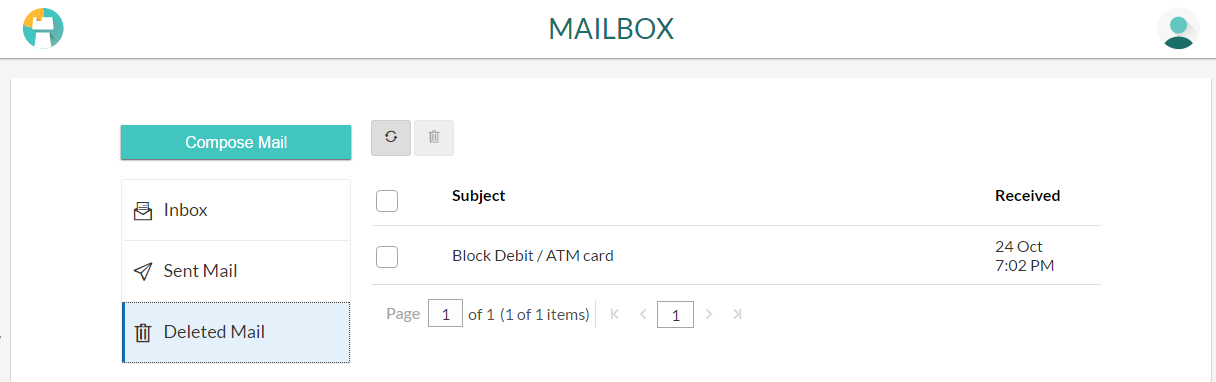 MAILBOX
Compose Mail
Inbox
Sent Mail
Deleted Mail
Subject Received
Block Debit / ATM card 24 Oct
7:02 PM
Page 1 of 1 (1 of 1 items) 1